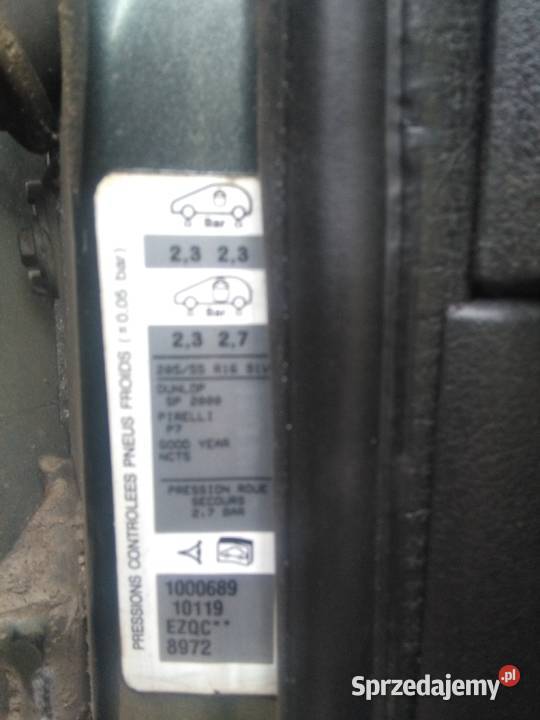 PRESSIONS CONTROLEES PNEUS FROIDS (± 0,05 bar)
Bar
2,3 2,3
Bar
2,3 2,7
205/55 R16 91V
DUNLOP
SP 2000
PIRELLI
P7
GOOD YEAR
NCT5
PRESSION ROUE
SECOURS
2.7 BAR
1000689
10119
EZQC**
8972
Sprzedajemy.pl